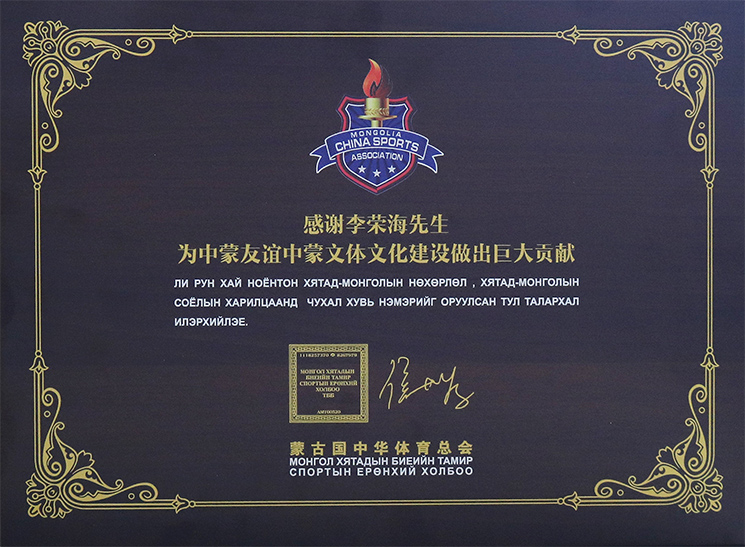 MONGOLIA
CHINA SPORTS
ASSOCIATION
感谢李荣海先生
为中蒙友谊中蒙文体文化建设做出巨大贡献
ЛИ РУН ХАЙ НОЁНТОН ХЯТАД-МОНГОЛЫН НӨХӨРЛӨЛ , ХЯТАД-МОНГОЛЫН
СОЁЛЫН ХАРИЛЦААНД ЧУХАЛ ХУВЬ НЭМЭРИЙГ ОРУУЛСАН ТУЛ ТАЛАРХАЛ
ИЛЭРХИЙЛЭЕ.
МОНГОЛ ХЯТАДЫН
БИЕИЙН ТАМИР
СПОРТЫН ЕРӨНХИЙ
ХОЛБОО
ТББ
蒙古国中华体育总会
МОНГОЛ ХЯТАДЫН БИЕИЙН ТАМИР
СПОРТЫН ЕРӨНХИЙ ХОЛБОО